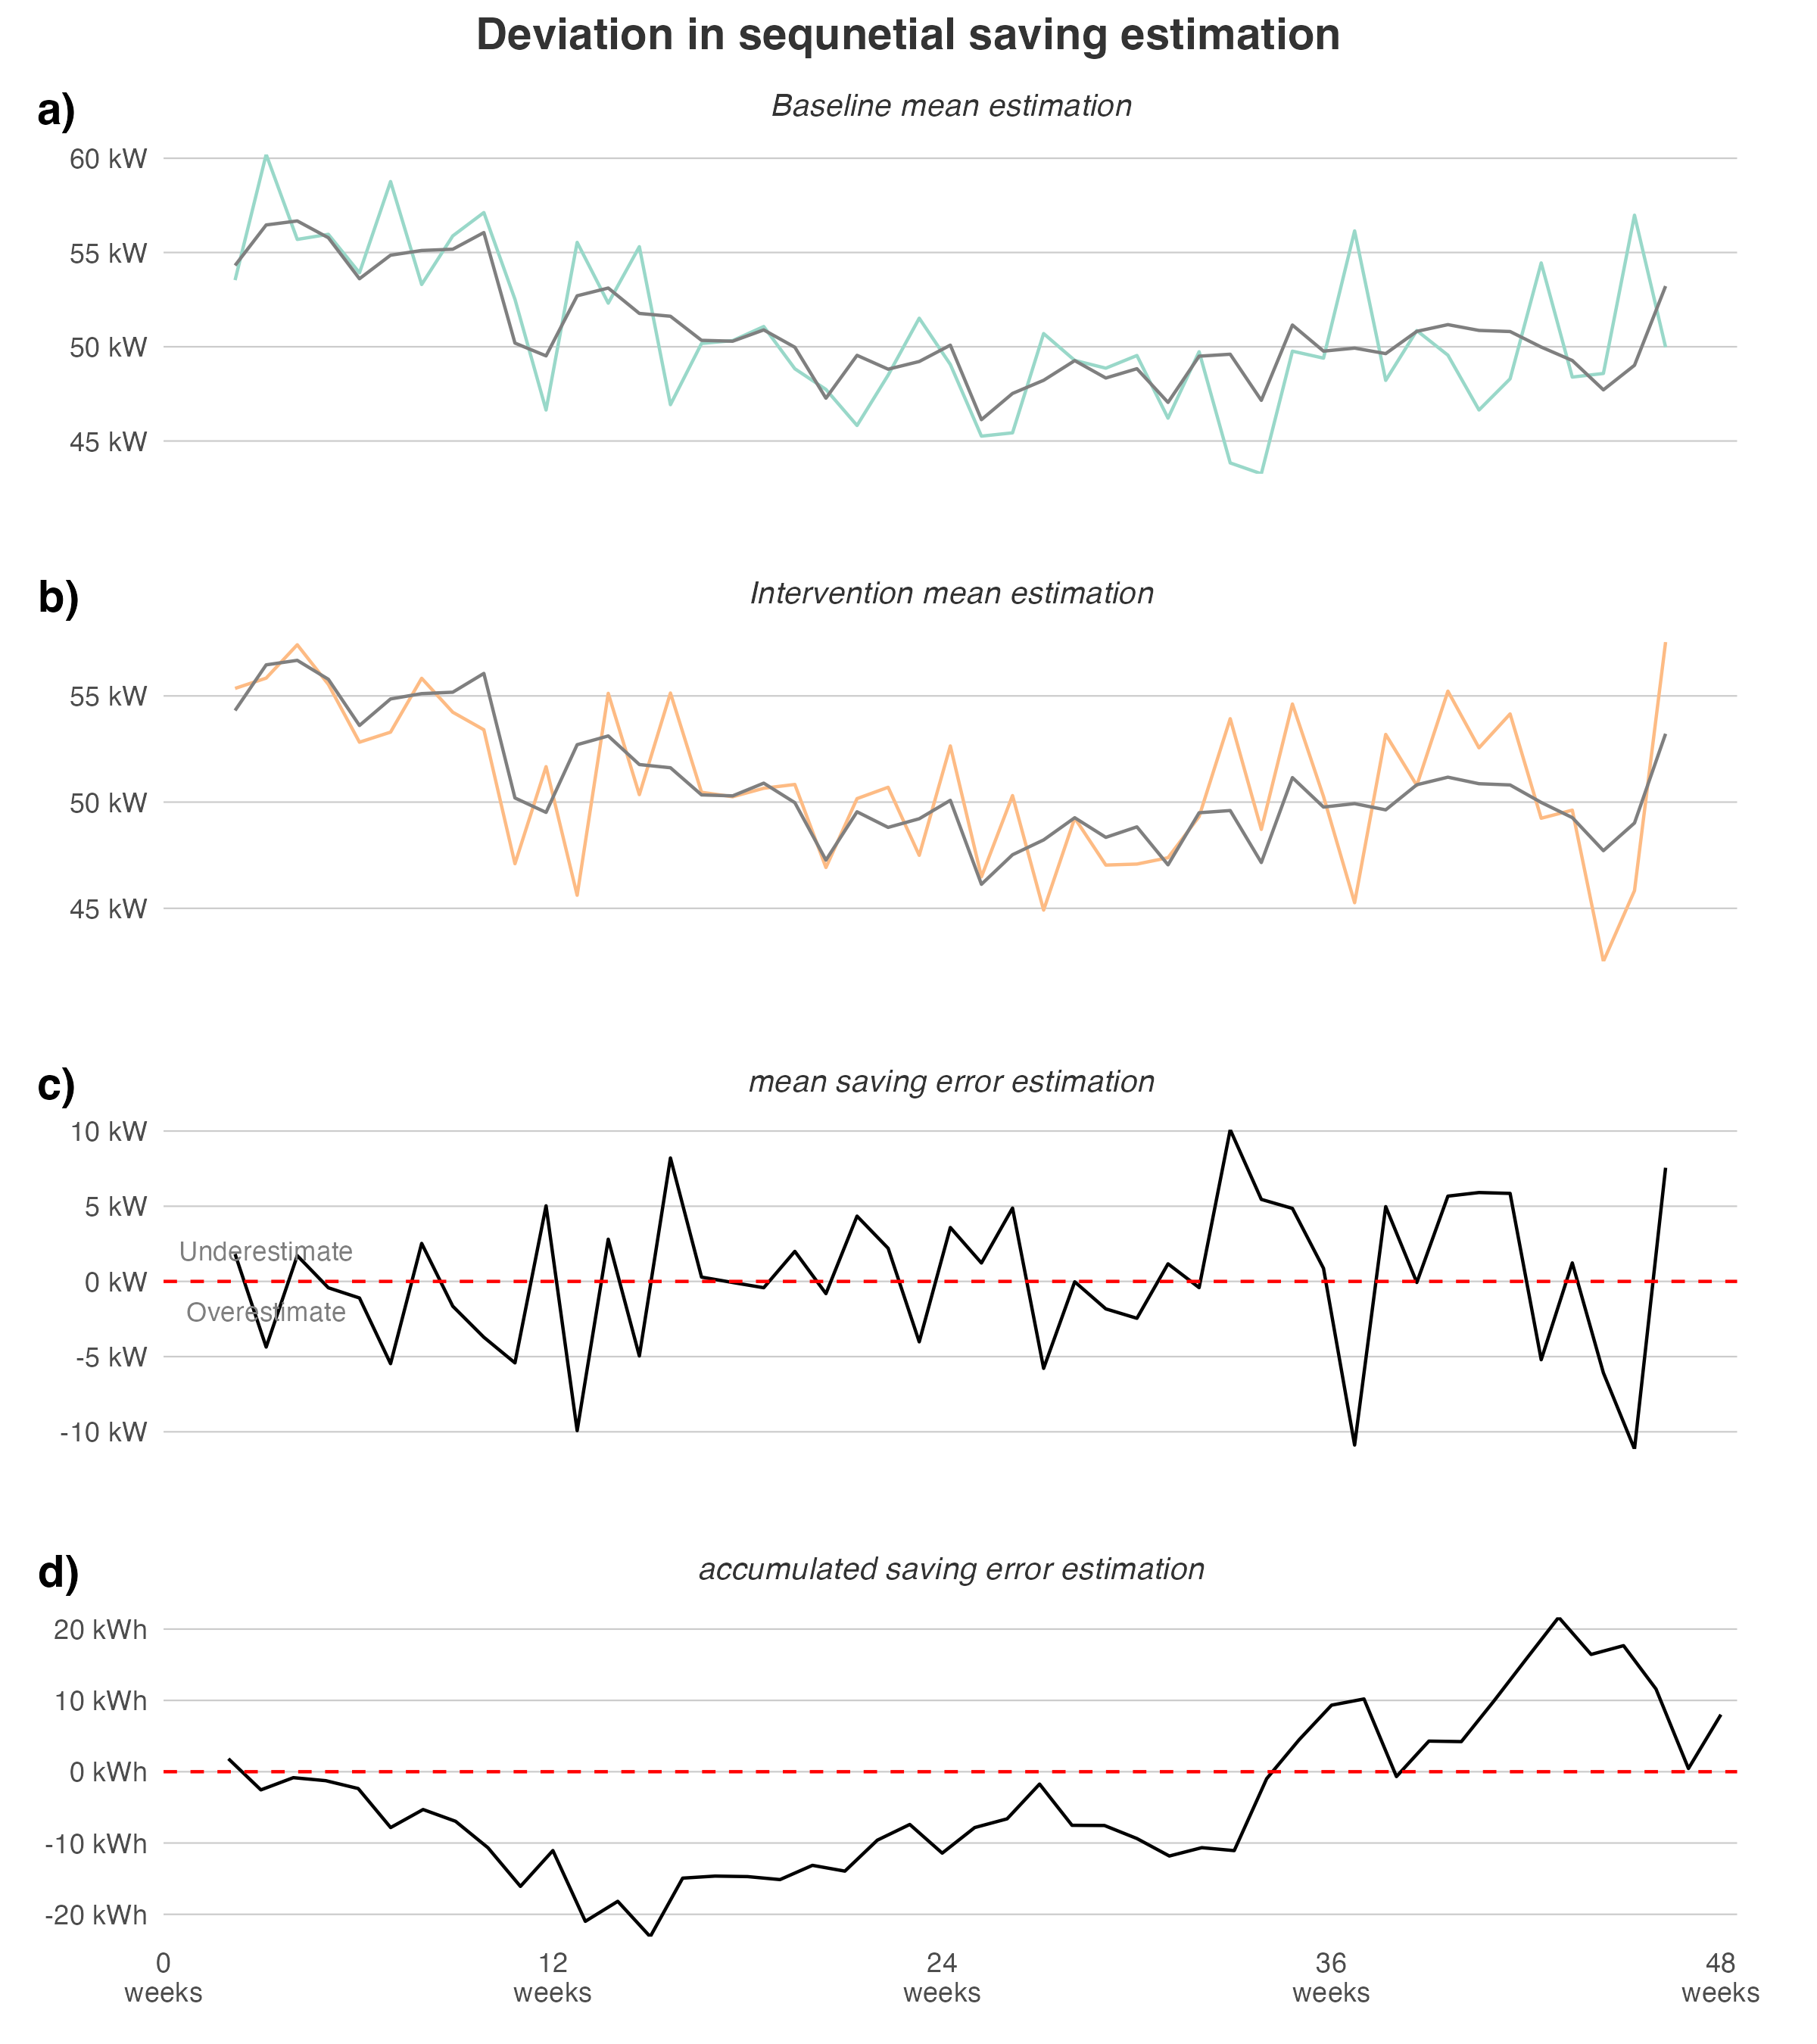 Deviation in sequnetial saving estimation
a)
Baseline mean estimation
60 kW
55 kW
50 kW
45 kW
b)
Intervention mean estimation
55 kW
50 kW
45 kW
c)
mean saving error estimation
10 kW
5 kW
Underestimate
0 kW
Overestimate
-5 kW
-10 kW
d)
accumulated saving error estimation
20 kWh
10 kWh
0 kWh
-10 kWh
-20 kWh
0 12 24 36 48
weeks weeks weeks weeks weeks